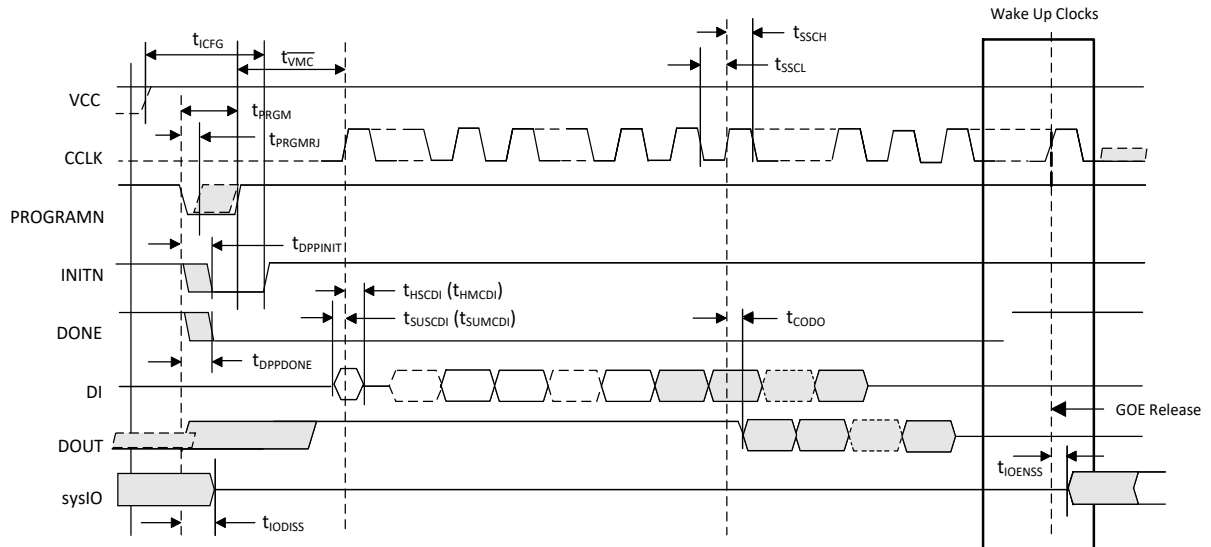 Wake Up Clocks
tICFG
tVMC
tSSCH
tSSCL
VCC
tPRGM
tPRGMRJ
CCLK
PROGRAMN
tDPPINIT
INITN
tHSCDI (tHMCDI)
tSUSCDI (tSUMCDI)
tCODO
DONE
tDPPDONE
DI
GOE Release
DOUT
tIOENSS
sysIO
tIODISS